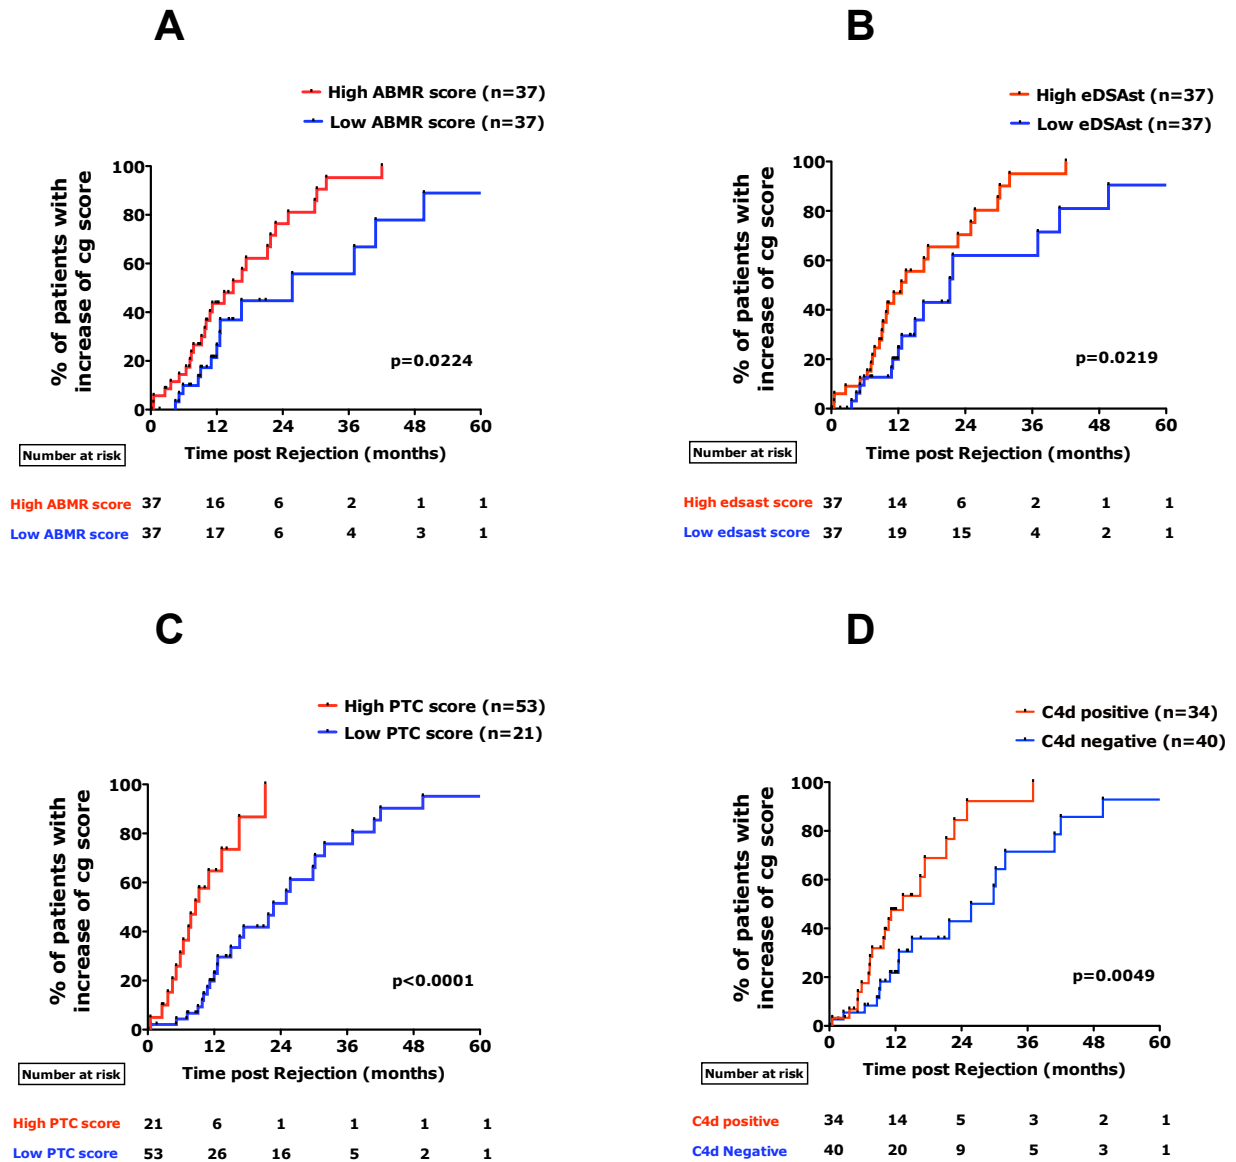 A
High ABMR score (n=37)
Low ABMR score (n=37)
% of patients with
increase of cg score
100
80
60
40
20
0
p=0.0224
0 12 24 36 48 60
Time post Rejection (months)
Number at risk
High ABMR score 37 16 6 2 1 1
Low ABMR score 37 17 6 4 3 1
B
High eDSAst (n=37)
Low eDSAst (n=37)
% of patients with
increase of cg score
100
80
60
40
20
0
p=0.0219
0 12 24 36 48 60
Time post Rejection (months)
Number at risk
High edsast score 37 14 6 2 1 1
Low edsast score 37 19 15 4 2 1
C
High PTC score (n=53)
Low PTC score (n=21)
% of patients with
increase of cg score
100
80
60
40
20
0
p<0.0001
0 12 24 36 48 60
Time post Rejection (months)
Number at risk
High PTC score 21 6 1 1 1 1
Low PTC score 53 26 16 5 2 1
D
C4d positive (n=34)
C4d negative (n=40)
% of patients with
increase of cg score
100
80
60
40
20
0
p=0.0049
0 12 24 36 48 60
Time post Rejection (months)
Number at risk
C4d positive 34 14 5 3 2 1
C4d Negative 40 20 9 5 3 1